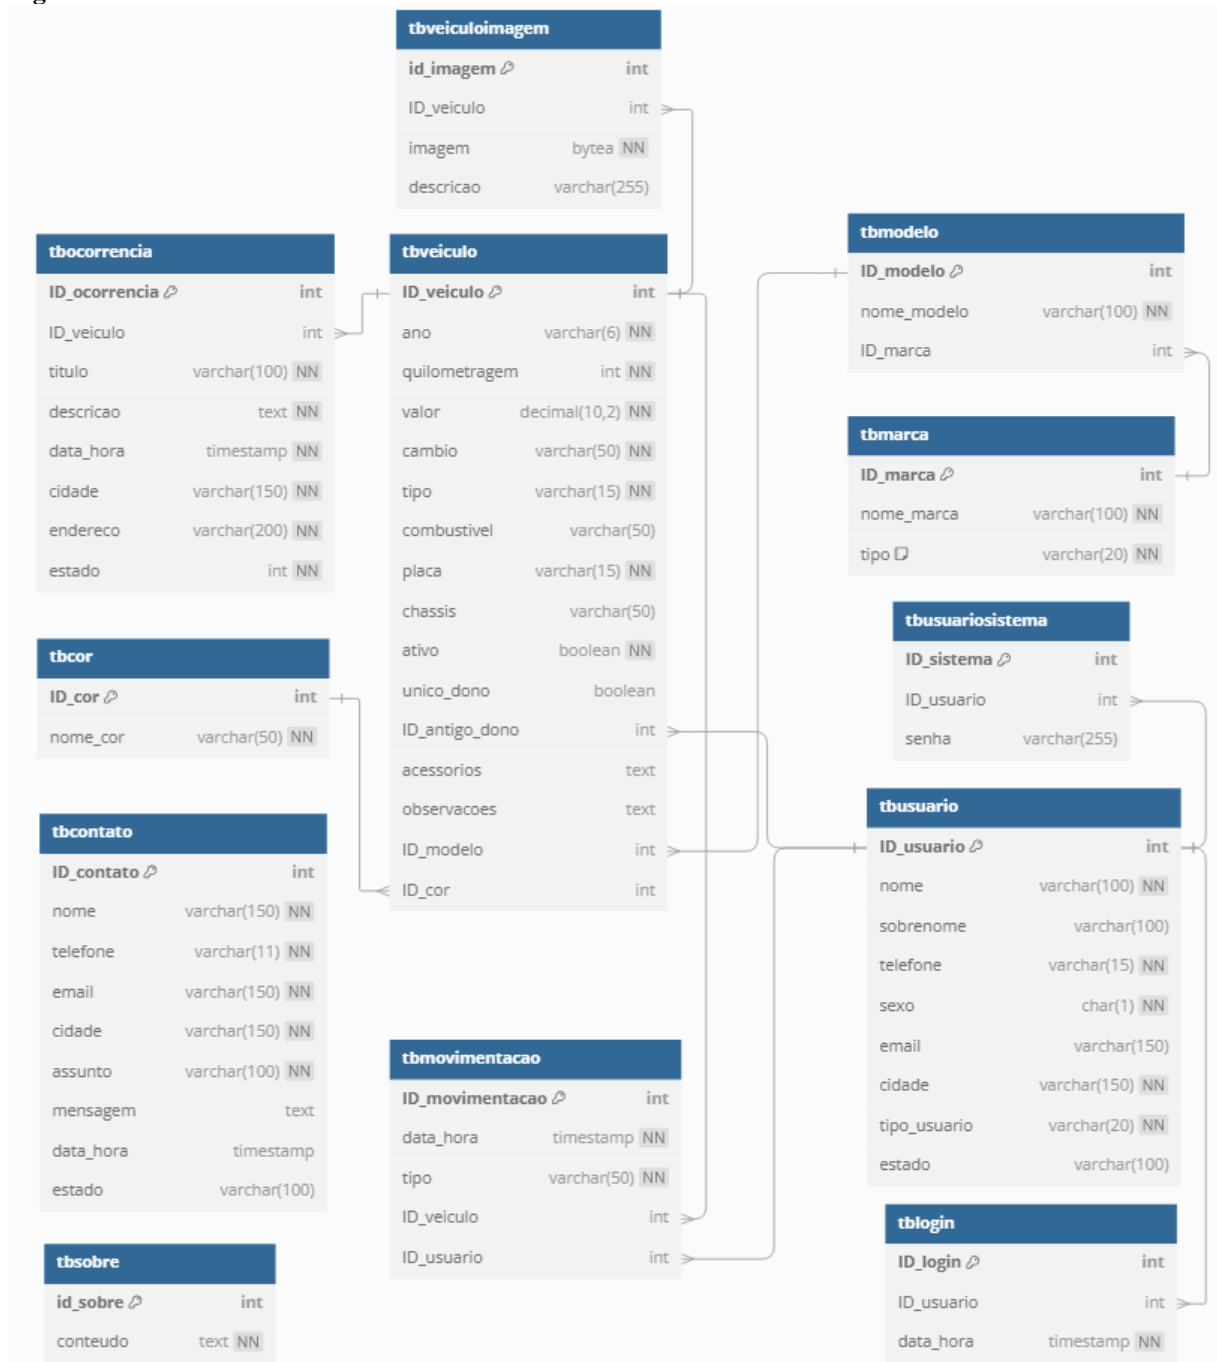 tbveiculoimagem
id_imagem int
ID_veiculo int
imagem bytea NN
descricao varchar(255)
tbocorrencia
ID_ocorrencia int
ID_veiculo int
titulo varchar(100) NN
descricao text NN
data_hora timestamp NN
cidade varchar(150) NN
endereco varchar(200) NN
estado int NN
tbveiculo
ID_veiculo int
ano varchar(6) NN
quilometragem int NN
valor decimal(10,2) NN
cambio varchar(50) NN
tipo varchar(15) NN
combustivel varchar(50)
placa varchar(15) NN
chassis varchar(50)
ativo boolean NN
unico_dono boolean
ID_antigo_dono int
acessorios text
observacoes text
ID_modelo int
ID_cor int
tbmodelo
ID_modelo int
nome_modelo varchar(100) NN
ID_marca int
tbmarca
ID_marca int
nome_marca varchar(100) NN
tipo varchar(20) NN
tbusuariosistema
ID_sistema int
ID_usuario int
senha varchar(255)
tbcor
ID_cor int
nome_cor varchar(50) NN
tbcontato
ID_contato int
nome varchar(150) NN
telefone varchar(11) NN
email varchar(150) NN
cidade varchar(150) NN
assunto varchar(100) NN
mensagem text
data_hora timestamp
estado varchar(100)
tbusuario
ID_usuario int
nome varchar(100) NN
sobrenome varchar(100)
telefone varchar(15) NN
sexo char(1) NN
email varchar(150)
cidade varchar(150) NN
tipo_usuario varchar(20) NN
estado varchar(100)
tbmovimentacao
ID_movimentacao int
data_hora timestamp NN
tipo varchar(50) NN
ID_veiculo int
ID_usuario int
tbsobre
id_sobre int
conteudo text NN
tblogin
ID_login int
ID_usuario int
data_hora timestamp NN